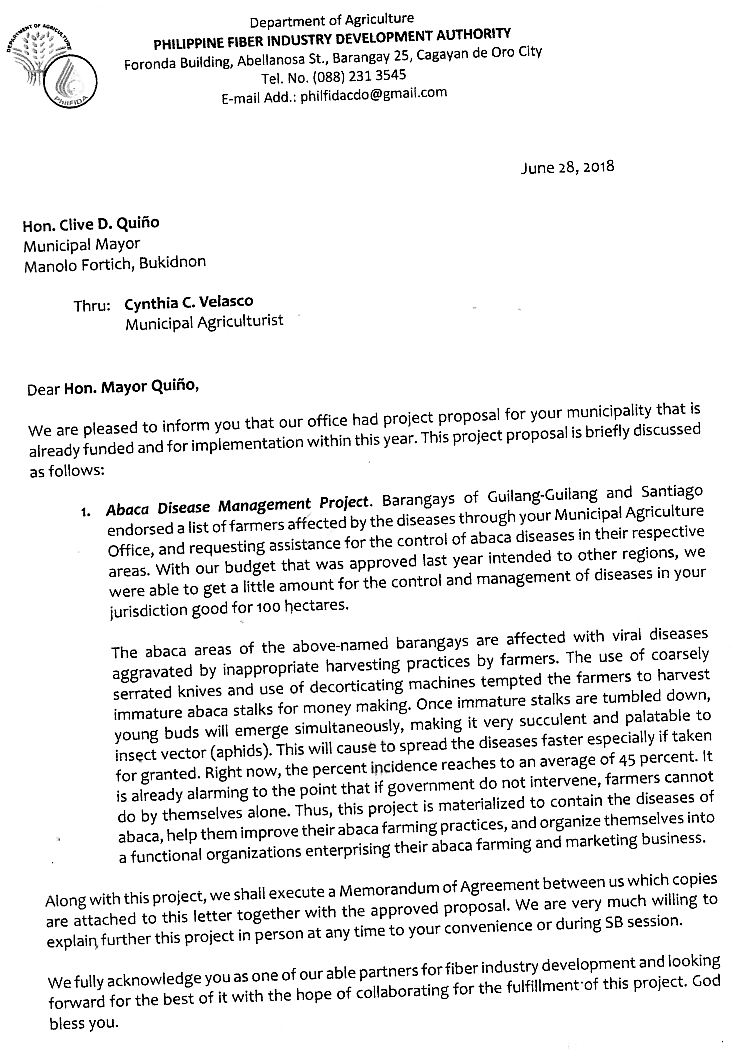 Department of Agriculture
PHILIPPINE FIBER INDUSTRY DEVELOPMENT AUTHORITY
Foronda Building, Abellanosa St., Barangay 25, Cagayan de Oro City
Tel. No. (088) 231 3545
E-mail Add.: philfidacdo@gmail.com
DEPARTMENT OF AGRICULTURE
PHILFIDA
June 28, 2018
Hon. Clive D. Quiño
Municipal Mayor
Manolo Fortich, Bukidnon
Thru: Cynthia C. Velasco
Municipal Agriculturist
Dear Hon. Mayor Quiño,
We are pleased to inform you that our office had project proposal for your municipality that is
already funded and for implementation within this year. This project proposal is briefly discussed
as follows:
1. Abaca Disease Management Project. Barangays of Guilang-Guilang and Santiago
endorsed a list of farmers affected by the diseases through your Municipal Agriculture
Office, and requesting assistance for the control of abaca diseases in their respective
areas. With our budget that was approved last year intended to other regions, we
were able to get a little amount for the control and management of diseases in your
jurisdiction good for 100 hectares.
The abaca areas of the above-named barangays are affected with viral diseases
aggravated by inappropriate harvesting practices by farmers. The use of coarsely
serrated knives and use of decorticating machines tempted the farmers to harvest
immature abaca stalks for money making. Once immature stalks are tumbled down,
young buds will emerge simultaneously, making it very succulent and palatable to
insect vector (aphids). This will cause to spread the diseases faster especially if taken
for granted. Right now, the percent incidence reaches to an average of 45 percent. It
is already alarming to the point that if government do not intervene, farmers cannot
do by themselves alone. Thus, this project is materialized to contain the diseases of
abaca, help them improve their abaca farming practices, and organize themselves into
a functional organizations enterprising their abaca farming and marketing business.
Along with this project, we shall execute a Memorandum of Agreement between us which copies
are attached to this letter together with the approved proposal. We are very much willing to
explain further this project in person at any time to your convenience or during SB session.
We fully acknowledge you as one of our able partners for fiber industry development and looking
forward for the best of it with the hope of collaborating for the fulfillment of this project. God
bless you.